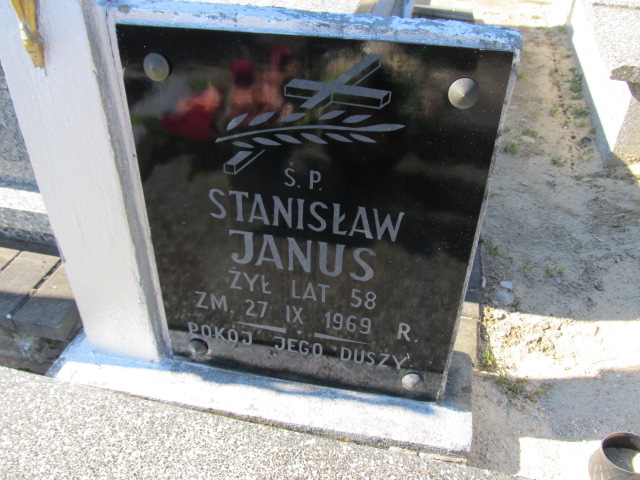 Ś. P.
STANISŁAW
JANUS
ŻYŁ LAT 58
ZM. 27 IX 1969 R.
POKÓJ JEGO DUSZY